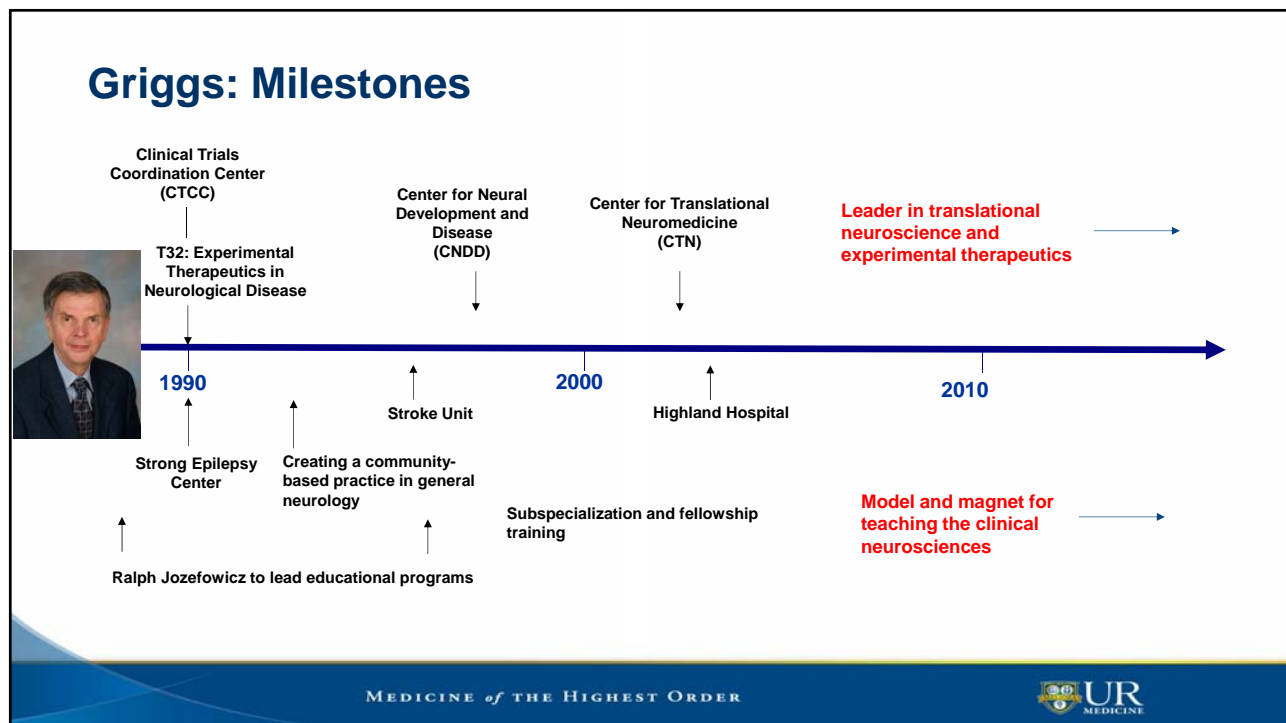 Griggs: Milestones
Clinical Trials
Coordination Center
(CTCC)
T32: Experimental
Therapeutics in
Neurological Disease
Center for Neural
Development and
Disease
(CNDD)
Center for Translational
Neuromedicine
(CTN)
Leader in translational
neuroscience and
experimental therapeutics
1990
2000
2010
Stroke Unit
Highland Hospital
Strong Epilepsy
Center
Creating a community-
based practice in general
neurology
Subspecialization and fellowship
training
Model and magnet for
teaching the clinical
neurosciences
Ralph Jozefowicz to lead educational programs
MEDICINE of THE HIGHEST ORDER
UR
MEDICINE